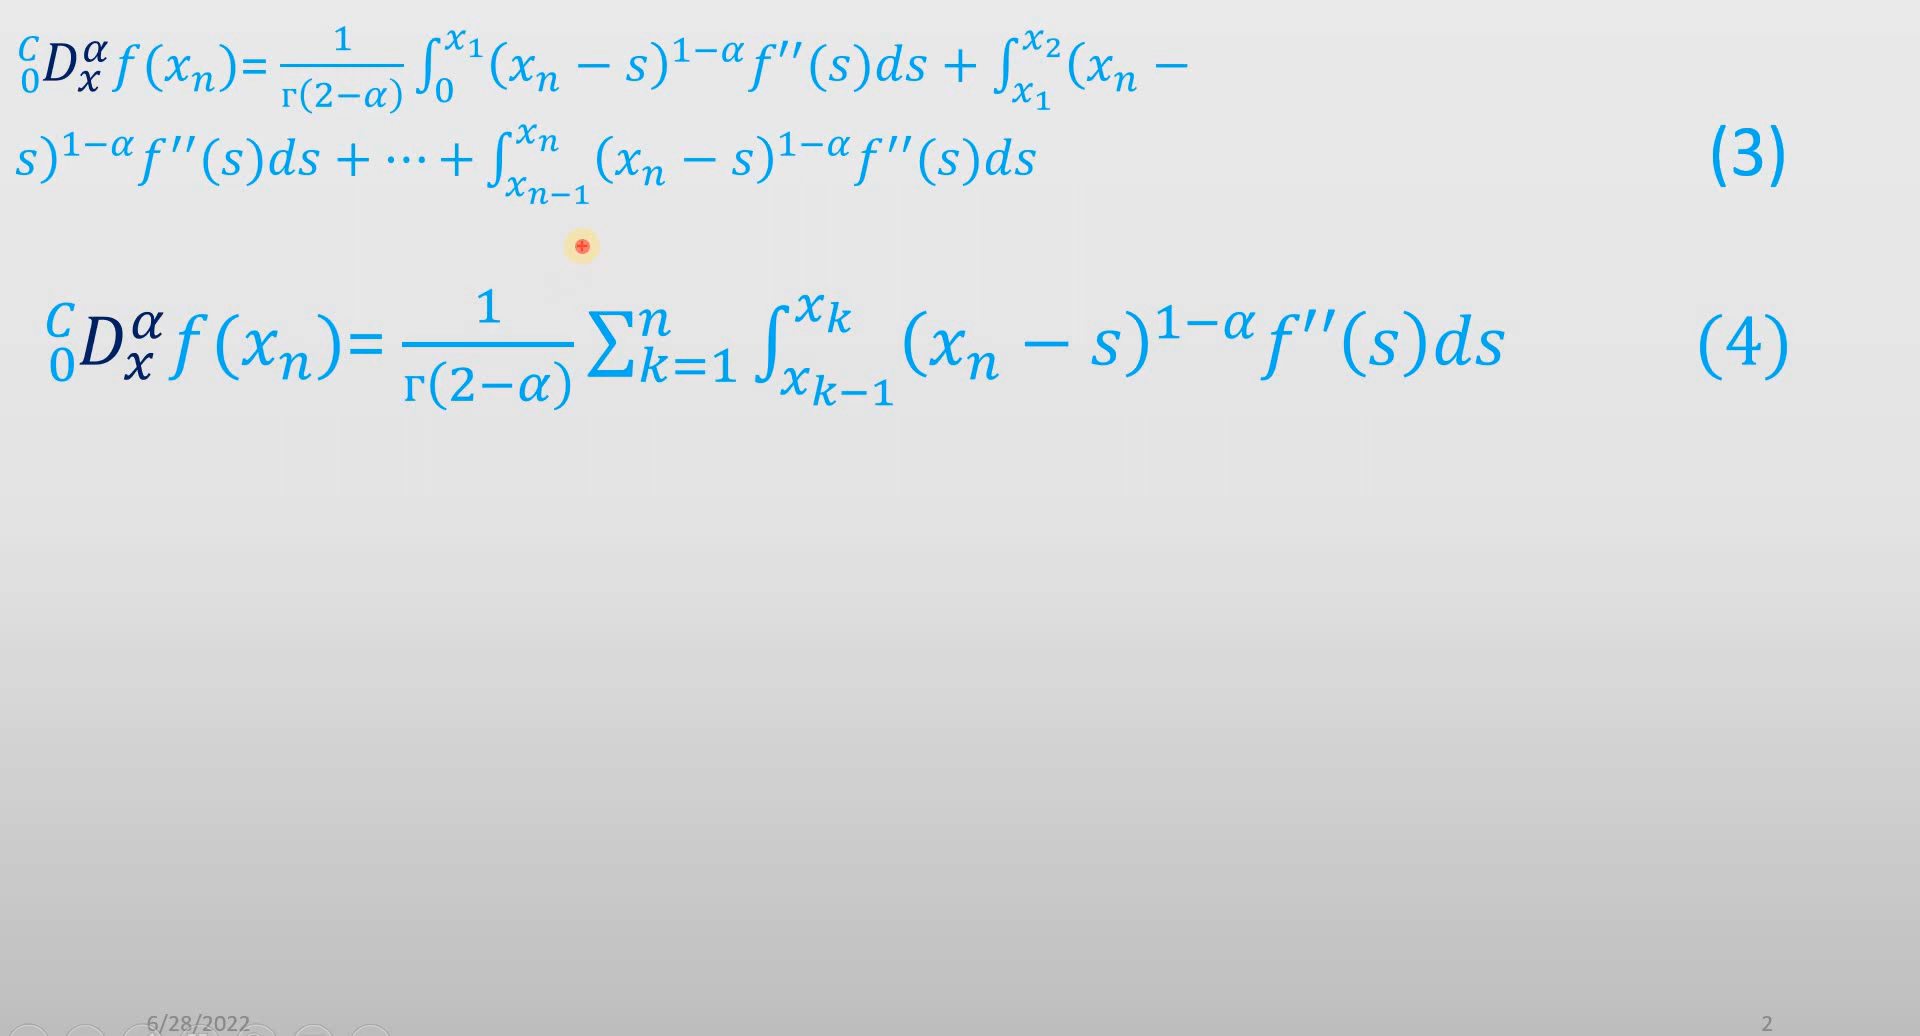 ${}_{0}^{C}D_{x}^{\alpha}f(x_n)=\frac{1}{\Gamma(2-\alpha)}\int_{0}^{x_1}(x_n-s)^{1-\alpha}f''(s)ds+\int_{x_1}^{x_2}(x_n-$
$s)^{1-\alpha}f''(s)ds+\cdots+\int_{x_{n-1}}^{x_n}(x_n-s)^{1-\alpha}f''(s)ds$ (3)
${}_{0}^{C}D_{x}^{\alpha}f(x_n)=\frac{1}{\Gamma(2-\alpha)}\sum_{k=1}^{n}\int_{x_{k-1}}^{x_k}(x_n-s)^{1-\alpha}f''(s)ds$ (4)
6/28/2022 2